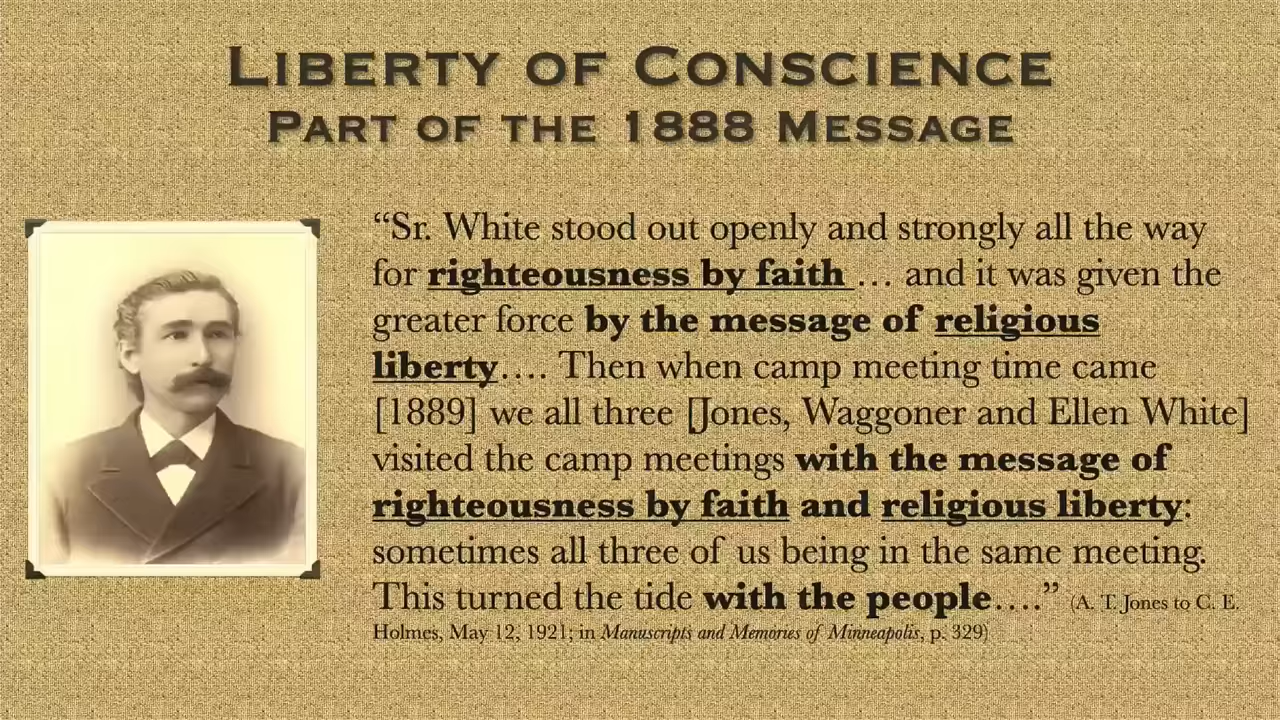 Liberty of Conscience
Part of the 1888 Message
“Sr. White stood out openly and strongly all the way
for righteousness by faith … and it was given the
greater force by the message of religious
liberty…. Then when camp meeting time came
[1889] we all three [Jones, Waggoner and Ellen White]
visited the camp meetings with the message of
righteousness by faith and religious liberty:
sometimes all three of us being in the same meeting.
This turned the tide with the people….” (A. T. Jones to C. E.
Holmes, May 12, 1921; in Manuscripts and Memories of Minneapolis, p. 329)